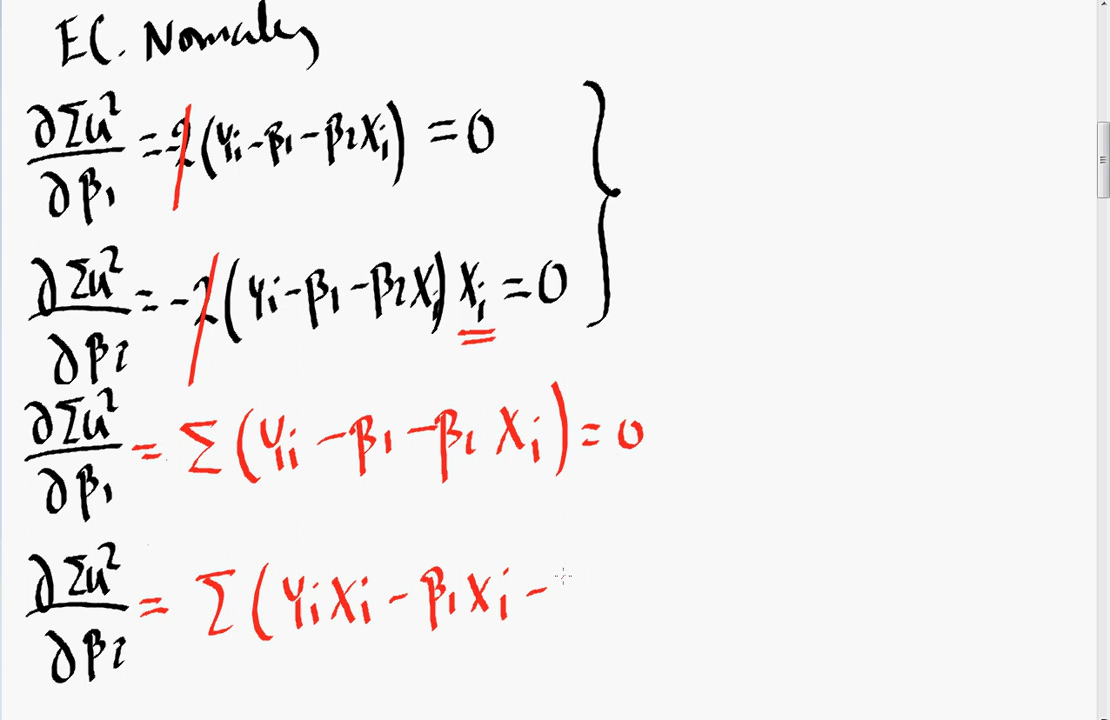 EC. Nomales
∂Σu²/∂β₁ = -2(Yi-β₁-β₂Xi) = 0
∂Σu²/∂β₂ = -2(Yi-β₁-β₂Xi) Xi = 0
∂Σu²/∂β₁ = Σ(Yi-β₁-β₂Xi) = 0
∂Σu²/∂β₂ = Σ(YiXi-β₁Xi-